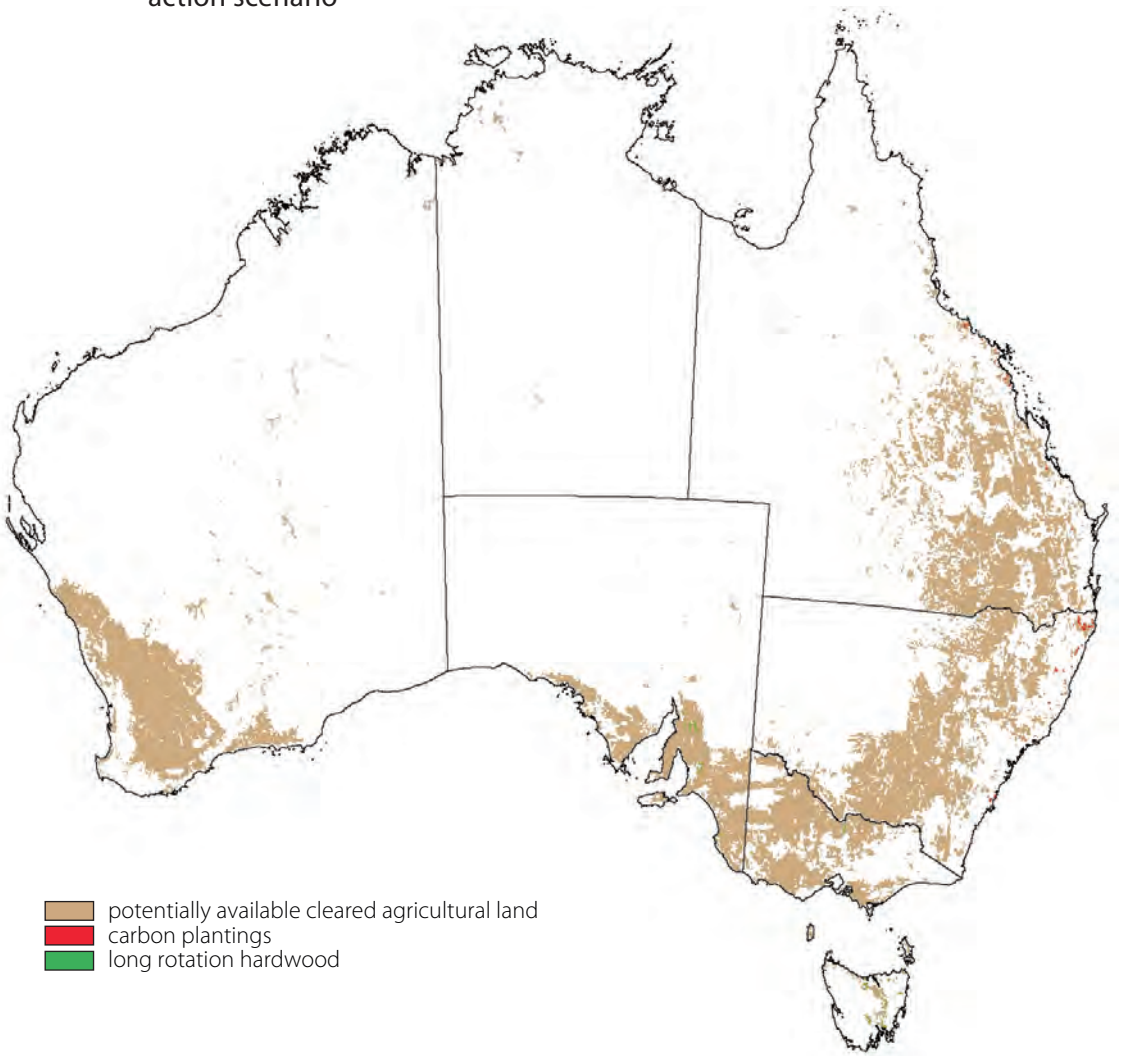 action scenario
potentially available cleared agricultural land
carbon plantings
long rotation hardwood